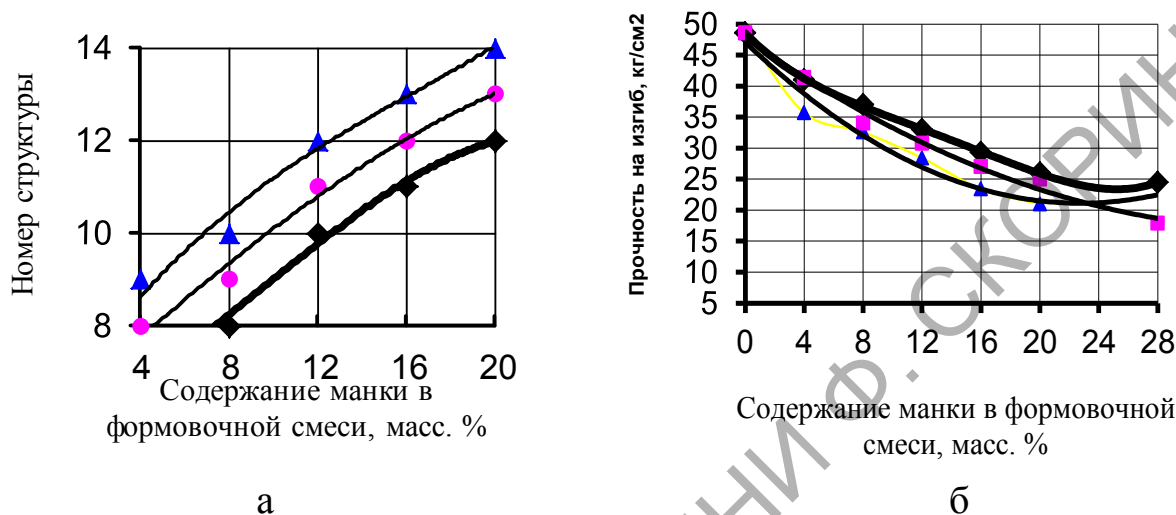 Номер структуры
14
12
10
8
4 8 12 16 20
Содержание манки в
формовочной смеси, масс. %
а
Прочность на изгиб, кг/см2
50
45
40
35
30
25
20
15
10
5
0 4 8 12 16 20 24 28
Содержание манки в формовочной
смеси, масс. %
б
Ф. СКОРИН